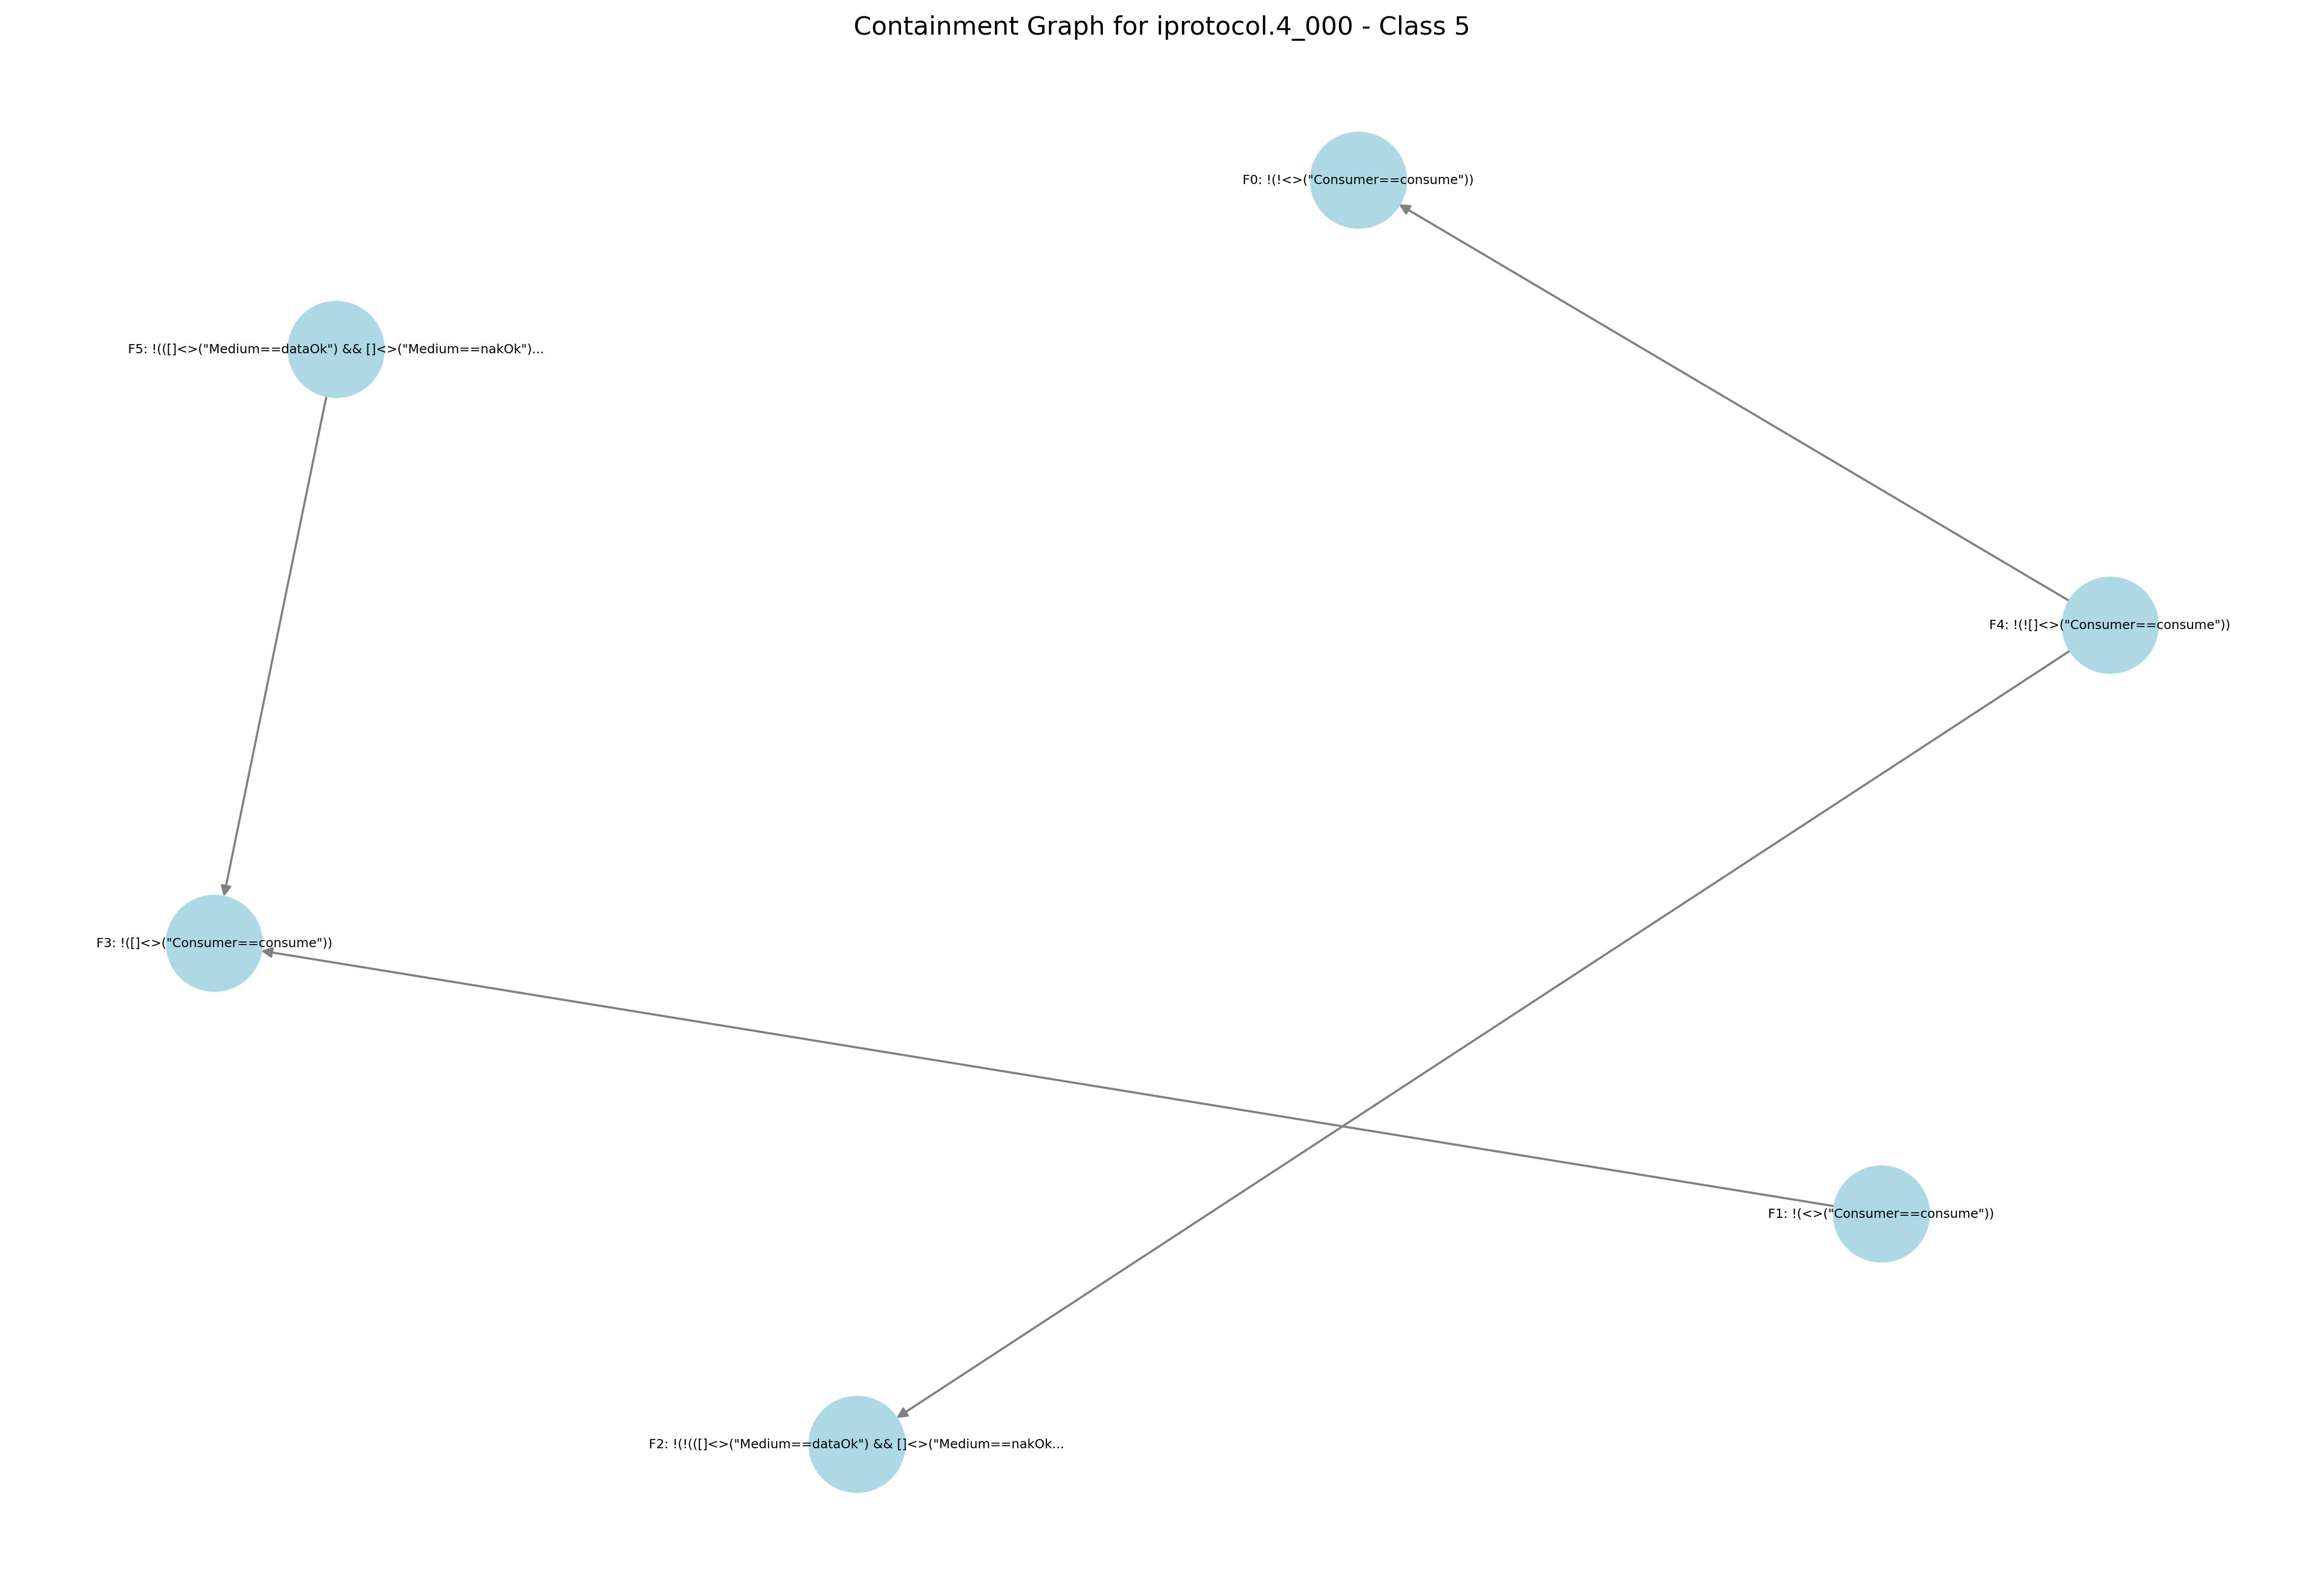 Containment Graph for iprotocol.4_000 - Class 5
F0: !(!<>("Consumer==consume"))
F5: !(([]<>("Medium==dataOk") && []<>("Medium==nakOk")...
F4: !(![]<>("Consumer==consume"))
F3: !([]<>("Consumer==consume"))
F1: !(<>("Consumer==consume"))
F2: !(!(([]<>("Medium==dataOk") && []<>("Medium==nakOk...